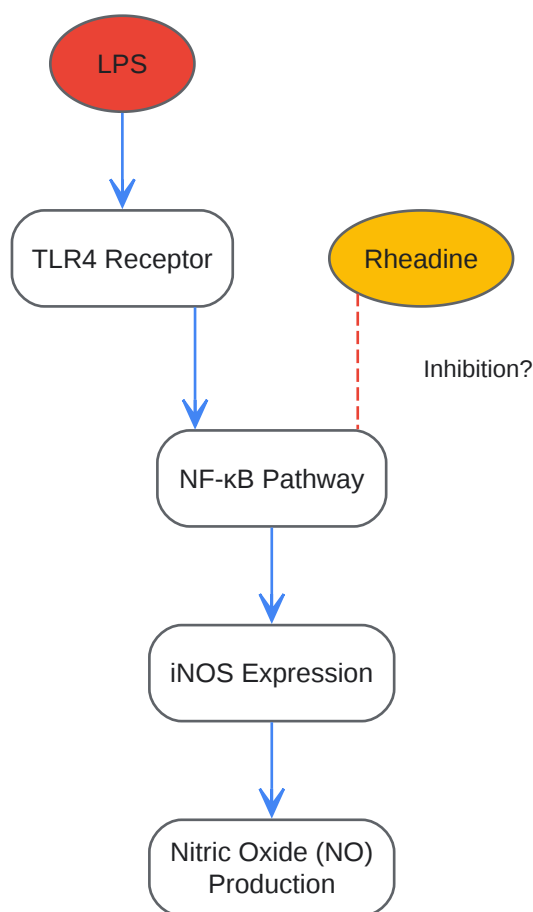 LPS
TLR4 Receptor
Rheadine
Inhibition?
NF-κB Pathway
iNOS Expression
Nitric Oxide (NO)
Production